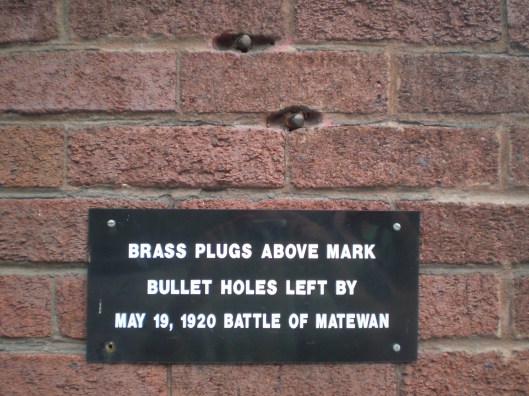 BRASS PLUGS ABOVE MARK
BULLET HOLES LEFT BY
MAY 19, 1920 BATTLE OF MATEWAN